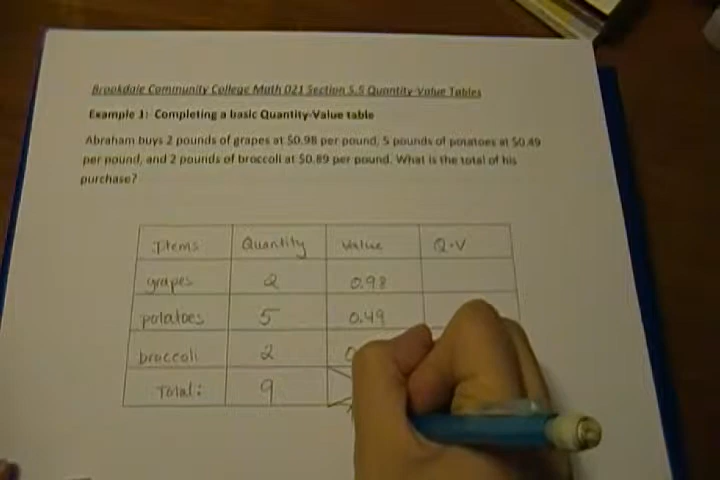 Brookdale Community College Math 021 Section 5.5 Quantity-Value Tables
Example 1: Completing a basic Quantity-Value table
Abraham buys 2 pounds of grapes at $0.98 per pound, 5 pounds of potatoes at $0.49
per pound, and 2 pounds of broccoli at $0.89 per pound. What is the total of his
purchase?
Items Quantity Value Q·V
grapes 2 0.98
potatoes 5 0.49
broccoli 2
Total: 9